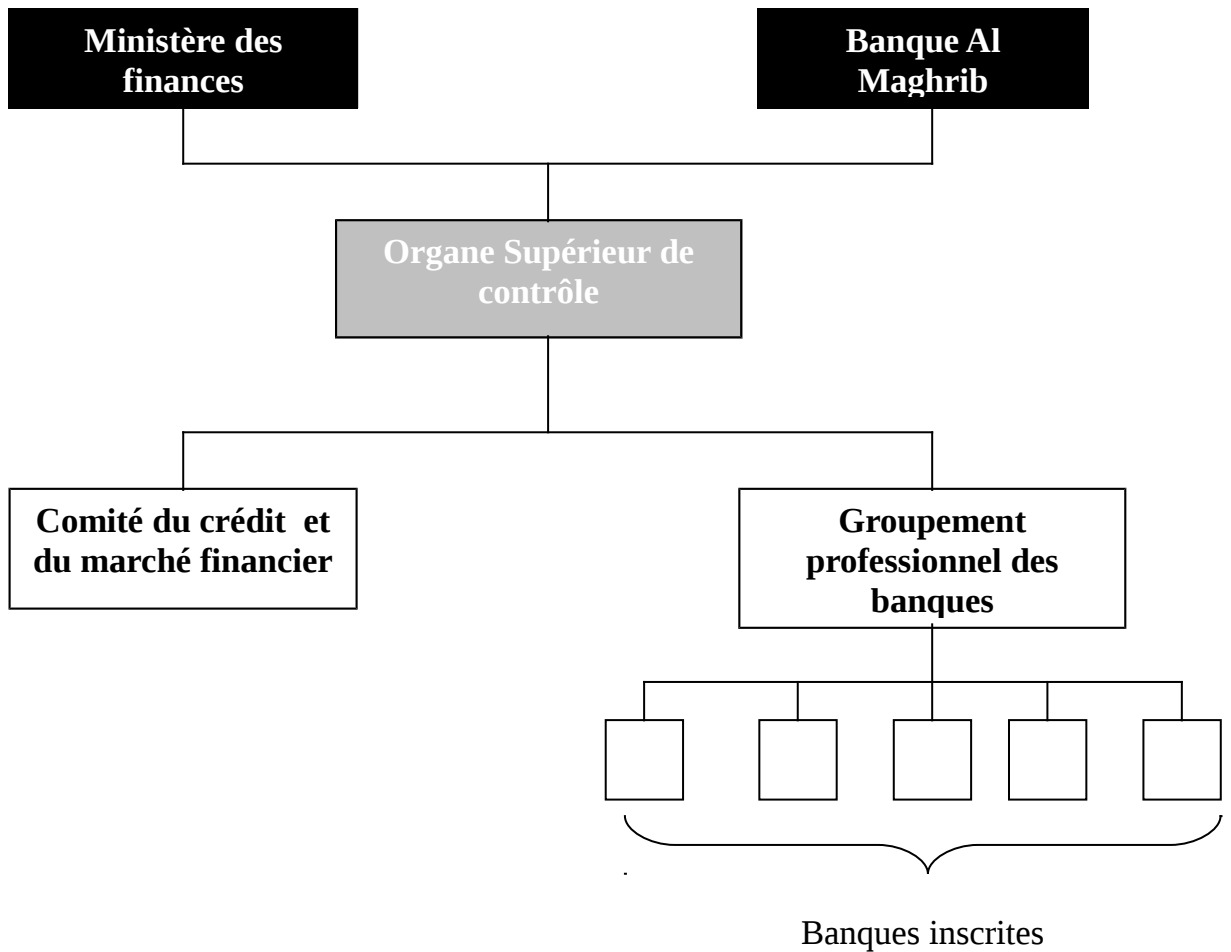 Ministère des
finances
Banque Al
Maghrib
Organe Supérieur de
contrôle
Comité du crédit  et
du marché financier
Groupement
professionnel des
banques
Banques inscrites